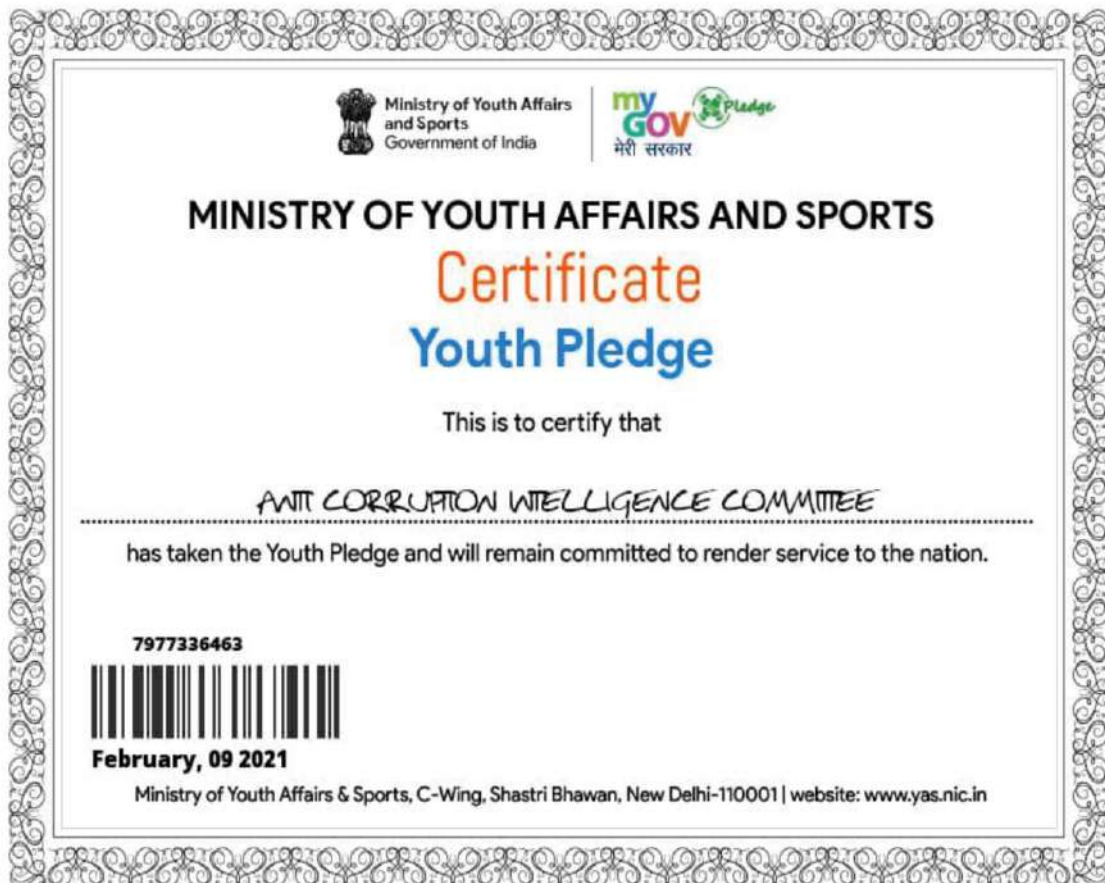 Ministry of Youth Affairs
and Sports
Government of India
my
GOV
मेरी सरकार
Pledge
MINISTRY OF YOUTH AFFAIRS AND SPORTS
Certificate
Youth Pledge
This is to certify that
ANTI CORRUPTION INTELLIGENCE COMMITTEE
has taken the Youth Pledge and will remain committed to render service to the nation.
7977336463
February, 09 2021
Ministry of Youth Affairs & Sports, C-Wing, Shastri Bhawan, New Delhi-110001 | website: www.yas.nic.in